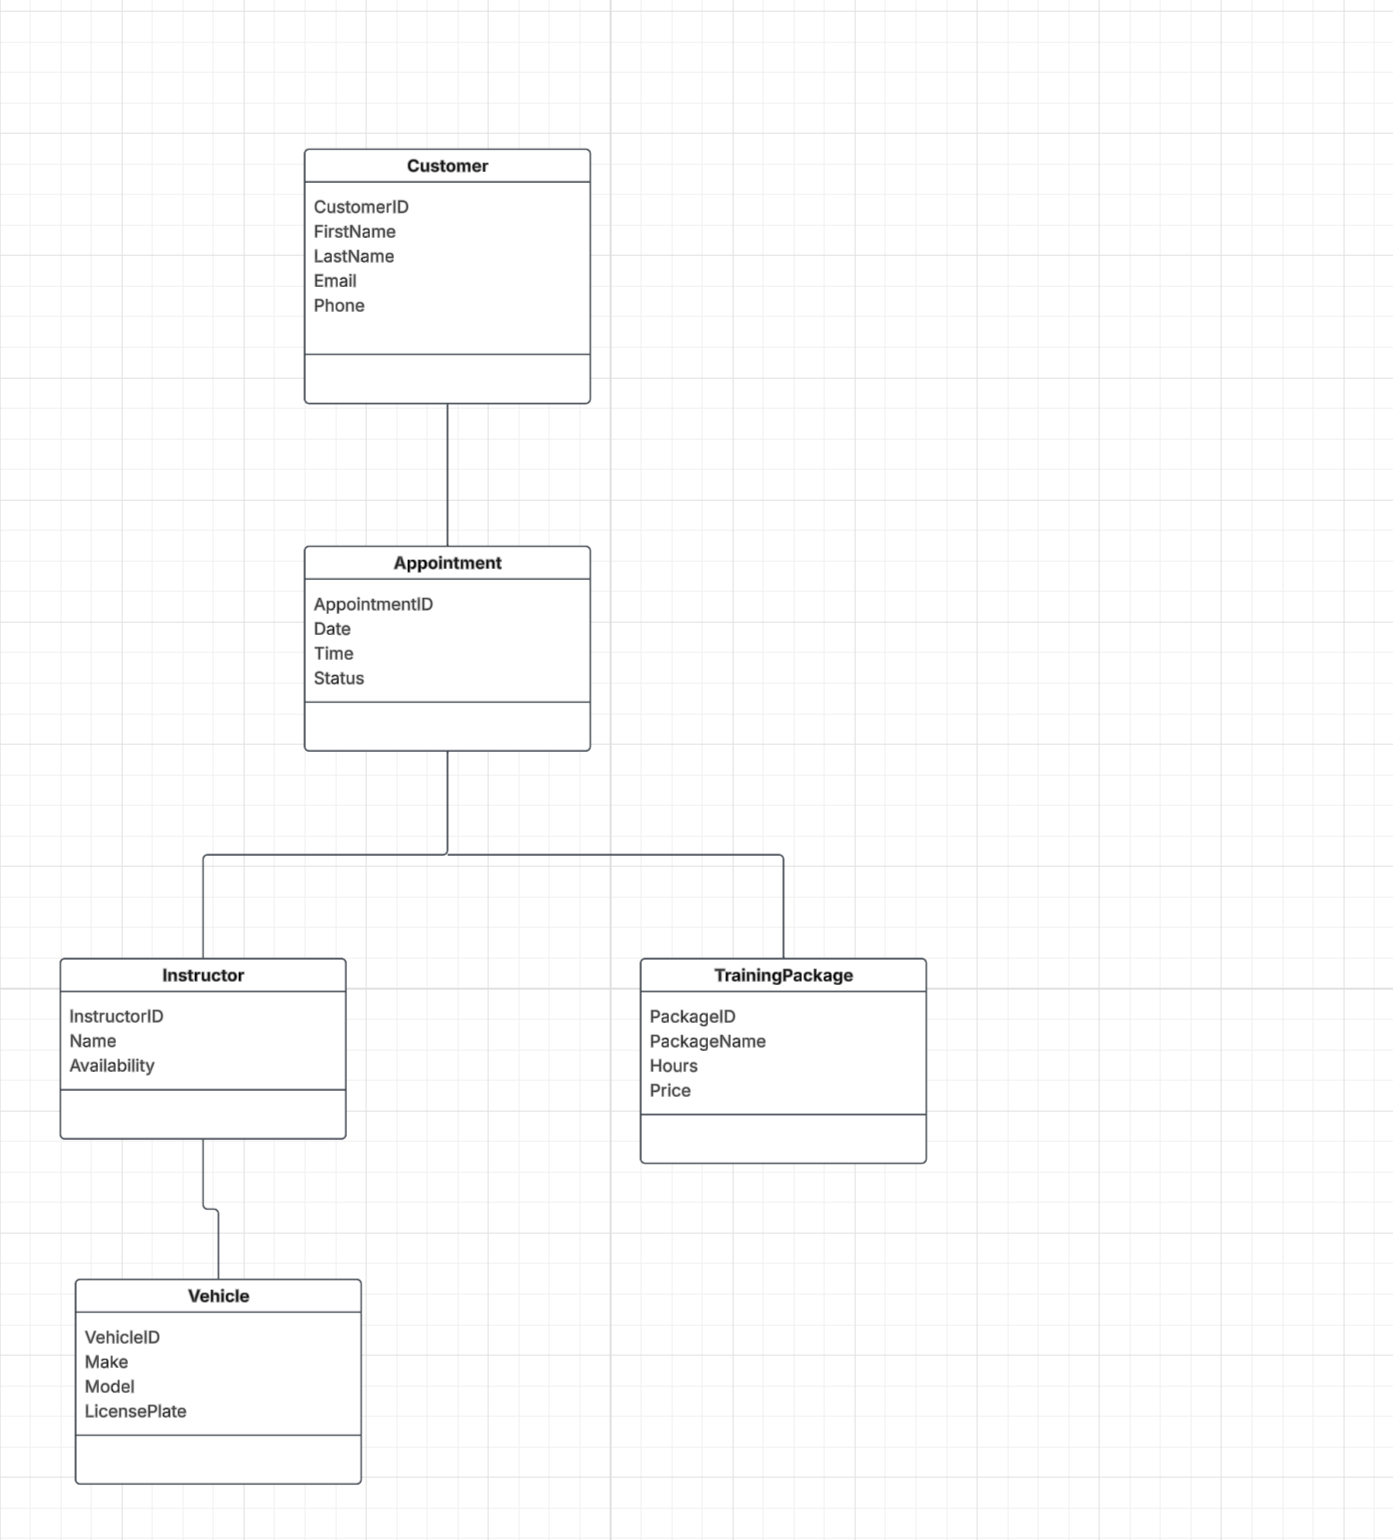 Customer
CustomerID
FirstName
LastName
Email
Phone
Appointment
AppointmentID
Date
Time
Status
Instructor
InstructorID
Name
Availability
TrainingPackage
PackageID
PackageName
Hours
Price
Vehicle
VehicleID
Make
Model
LicensePlate